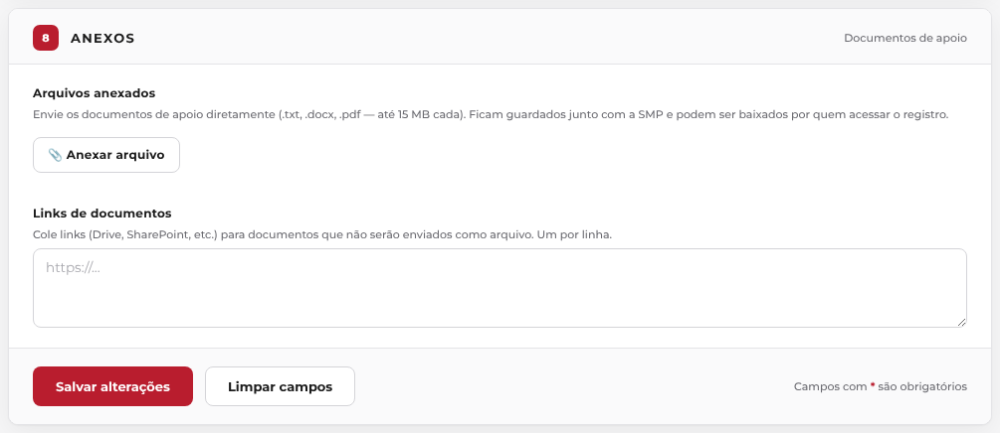 8 ANEXOS Documentos de apoio
Arquivos anexados
Envie os documentos de apoio diretamente (.txt, .docx, .pdf — até 15 MB cada). Ficam guardados junto com a SMP e podem ser baixados por quem acessar o registro.
📎 Anexar arquivo
Links de documentos
Cole links (Drive, SharePoint, etc.) para documentos que não serão enviados como arquivo. Um por linha.
https://...
Salvar alterações Limpar campos Campos com * são obrigatórios